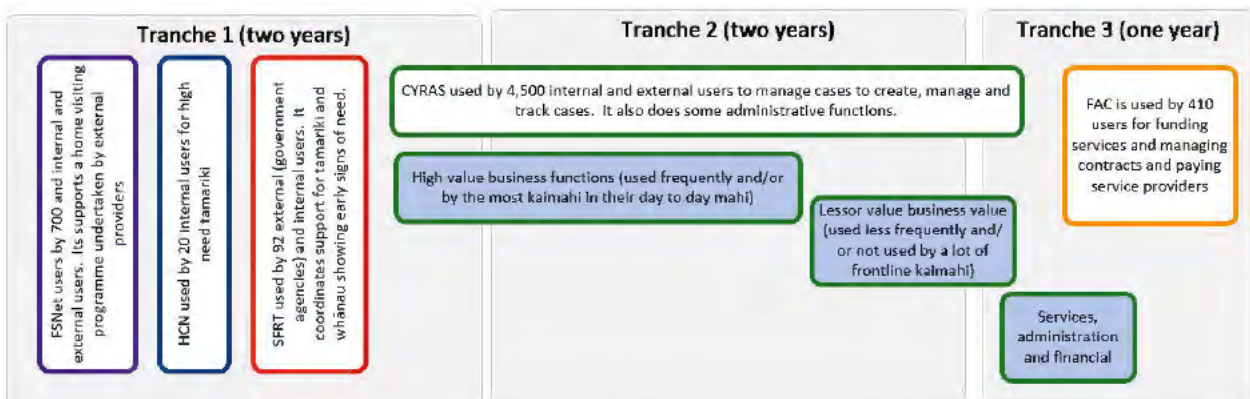 Tranche 1 (two years)
Tranche 2 (two years)
Tranche 3 (one year)
FSNet users by 700 and internal and
external users. Its supports a home visiting
programme undertaken by external
providers
HCN used by 20 internal users for high
need tamariki
SFRT used by 92 external (government
agencies) and internal users. It
coordinates support for tamariki and
whānau showing early signs of need.
CYRAS used by 4,500 internal and external users to manage cases to create, manage and
track cases. It also does some administrative functions.
High value business functions (used frequently and/or
by the most kaimahi in their day to day mahi)
Lessor value business value
(used less frequently and/
or not used by a lot of
frontline kaimahi)
FAC is used by 410
users for funding
services and managing
contracts and paying
service providers
Services,
administration
and financial